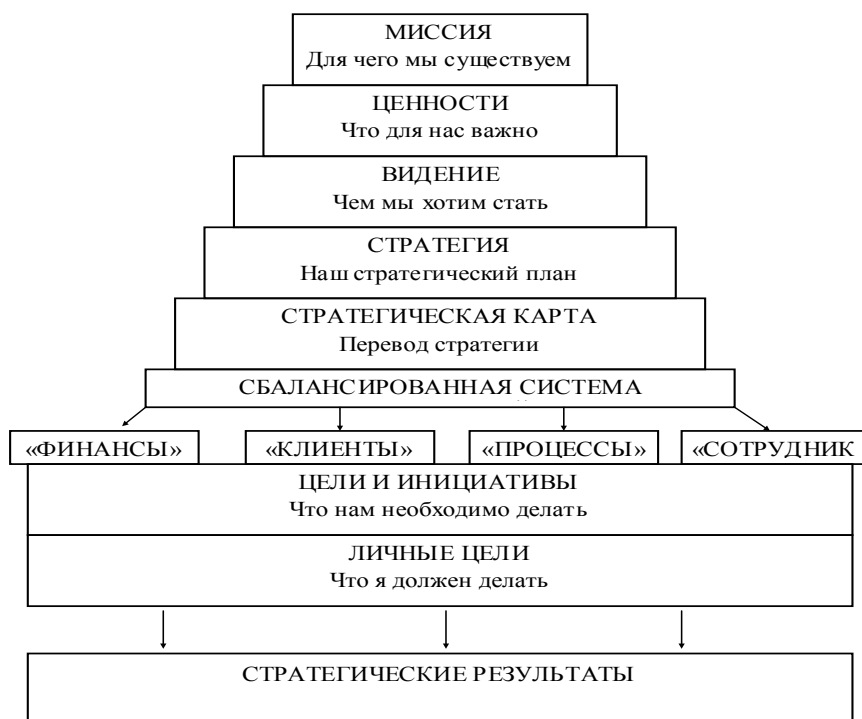 МИССИЯ
Для чего мы существуем
ЦЕННОСТИ
Что для нас важно
ВИДЕНИЕ
Чем мы хотим стать
СТРАТЕГИЯ
Наш стратегический план
СТРАТЕГИЧЕСКАЯ КАРТА
Перевод стратегии
СБАЛАНСИРОВАННАЯ СИСТЕМА
«ФИНАНСЫ» «КЛИЕНТЫ» «ПРОЦЕССЫ» «СОТРУДНИК
ЦЕЛИ И ИНИЦИАТИВЫ
Что нам необходимо делать
ЛИЧНЫЕ ЦЕЛИ
Что я должен делать
СТРАТЕГИЧЕСКИЕ РЕЗУЛЬТАТЫ